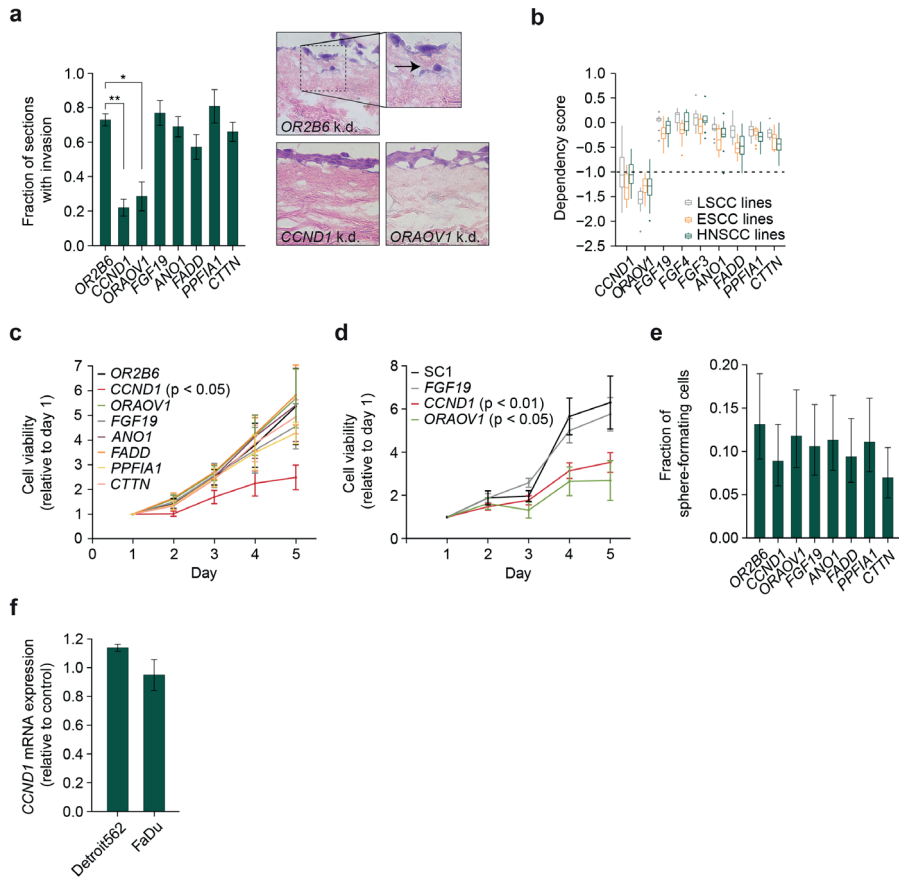 a
Fraction of sections
with invasion
1.0
0.8
0.6
0.4
0.2
0.0
*
**
OR2B6
CCND1
ORAOV1
FGF19
ANO1
FADD
PPFIA1
CTTN
OR2B6 k.d.
CCND1 k.d.
ORAOV1 k.d.
b
Dependency score
1.0
0.5
0.0
-0.5
-1.0
-1.5
-2.0
-2.5
LSCC lines
ESCC lines
HNSCC lines
CCND1
ORAOV1
FGF19
FGF4
FGF3
ANO1
FADD
PPFIA1
CTTN
c
Cell viability
(relative to day 1)
7
6
5
4
3
2
1
0
OR2B6
CCND1 (p < 0.05)
ORAOV1
FGF19
ANO1
FADD
PPFIA1
CTTN
0 1 2 3 4 5
Day
d
Cell viability
(relative to day 1)
8
6
4
2
0
SC1
FGF19
CCND1 (p < 0.01)
ORAOV1 (p < 0.05)
1 2 3 4 5
Day
e
Fraction of
sphere-forming cells
0.20
0.15
0.10
0.05
0.00
OR2B6
CCND1
ORAOV1
FGF19
ANO1
FADD
PPFIA1
CTTN
f
CCND1 mRNA expression
(relative to control)
1.2
1.0
0.8
0.6
0.4
0.2
0.0
Detroit562
FaDu